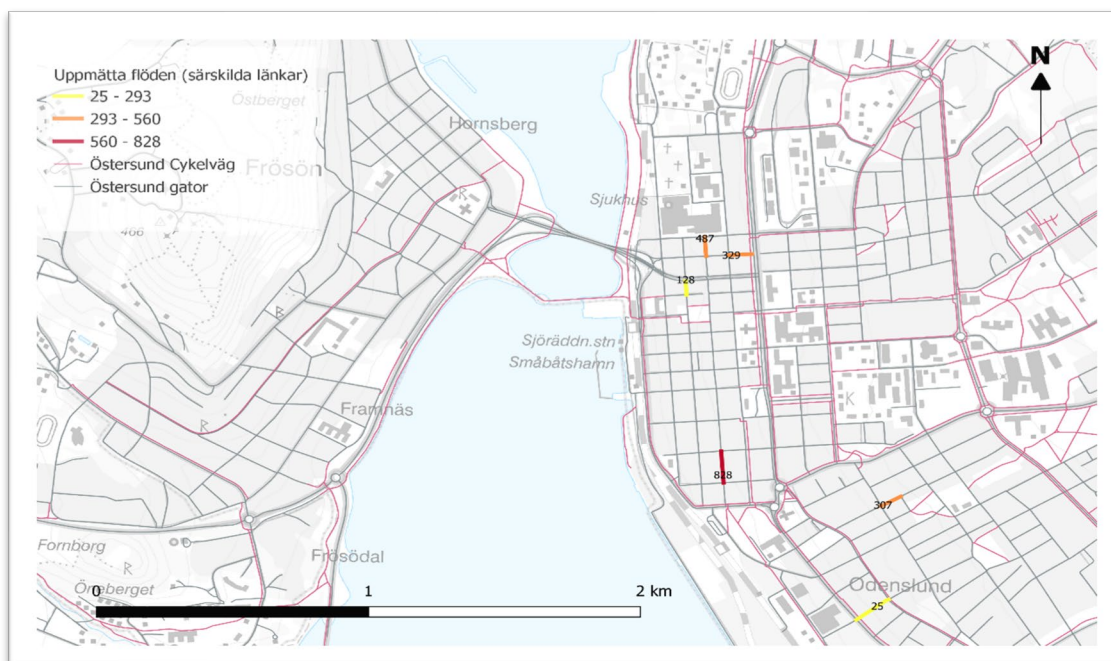 Uppmätta flöden (särskilda länkar)
25 - 293
293 - 560
560 - 828
Östersund Cykelväg
Östersund gator
N
Östberget
Frösön
466
Hornsberg
Sjukhus
487
329
128
Sjöräddn.stn
Småbåtshamn
Framnäs
K
828
307
Fornborg
R
R
R
R
Frösödal
Öneberget
Odenslund
25
0
1
2 km